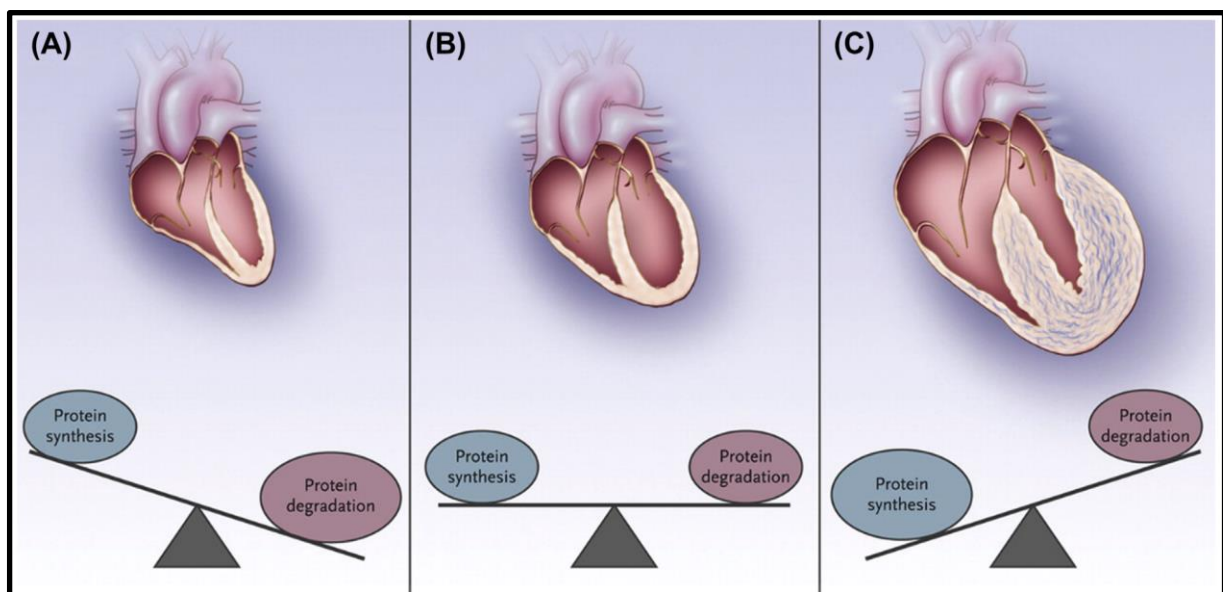 (A)
Protein
synthesis
Protein
degradation
(B)
Protein
synthesis
Protein
degradation
(C)
Protein
synthesis
Protein
degradation